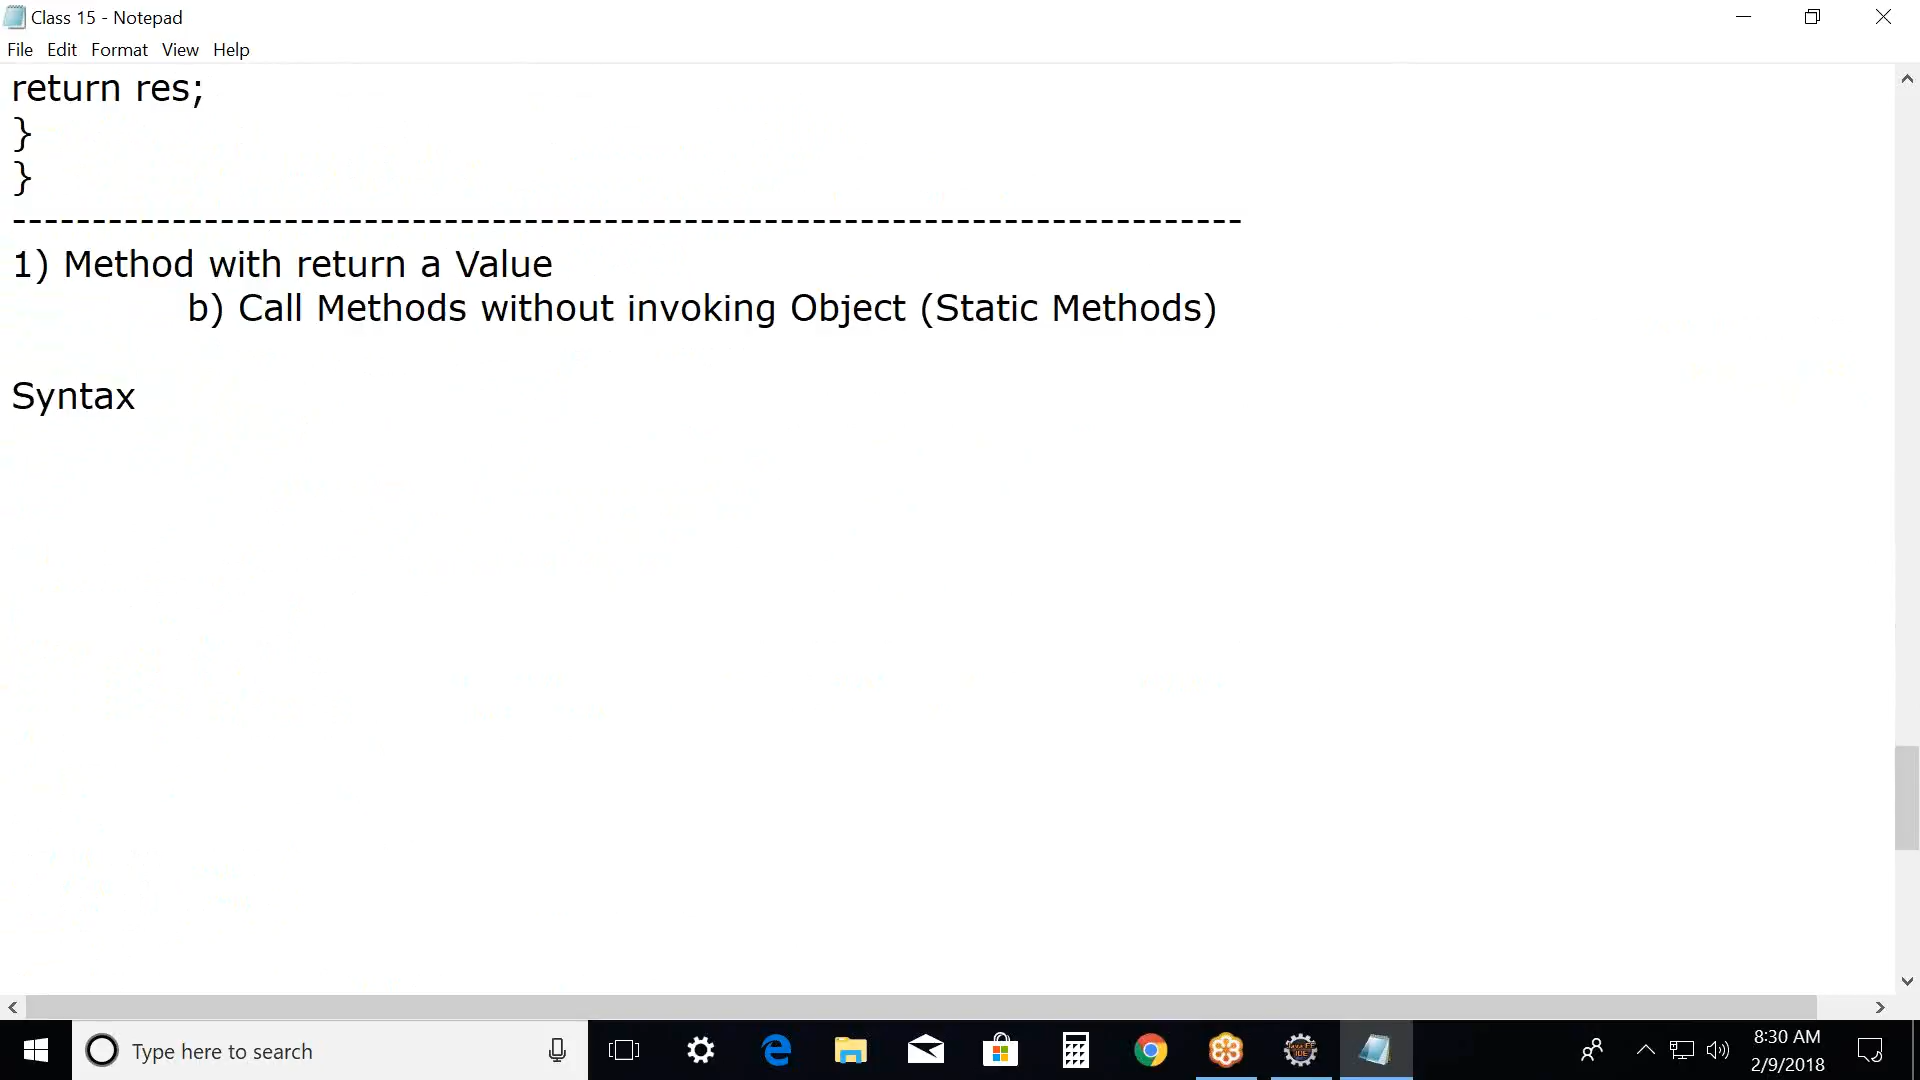 Class 15 - Notepad
File Edit Format View Help
return res;
}
}
-----------------------------------------------------------------------------
1) Method with return a Value
b) Call Methods without invoking Object (Static Methods)
Syntax
Type here to search
8:30 AM
2/9/2018